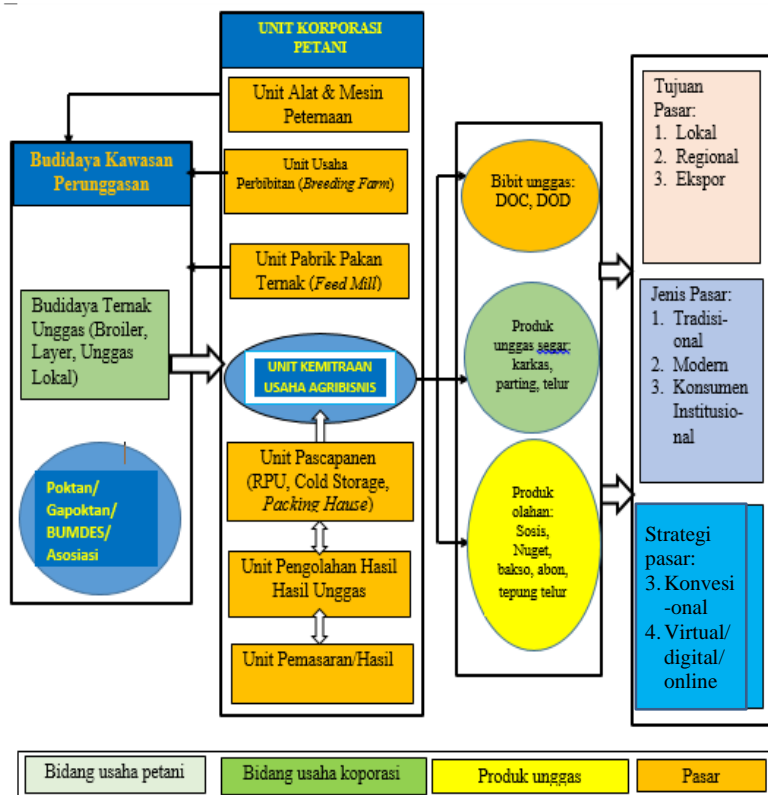 UNIT KORPORASI
PETANI
Unit Alat & Mesin
Peternaan
Unit Usaha
Perbibitan (Breeding Farm)
Unit Pabrik Pakan
Ternak (Feed Mill)
UNIT KEMITRAAN
USAHA AGRIBISNIS
Unit Pascapanen
(RPU, Cold Storage,
Packing Hause)
Unit Pengolahan Hasil
Hasil Unggas
Unit Pemasaran/Hasil
Budidaya Kawasan
Perunggasan
Budidaya Ternak
Unggas (Broiler,
Layer, Unggas
Lokal)
Poktan/
Gapoktan/
BUMDES/
Asosiasi
Bibit unggas:
DOC, DOD
Produk
unggas segar:
karkas,
parting, telur
Produk
olahan:
Sosis,
Nuget,
bakso, abon,
tepung telur
Tujuan
Pasar:
1. Lokal
2. Regional
3. Ekspor
Jenis Pasar:
1. Tradisi-
onal
2. Modern
3. Konsumen
Institusio-
nal
Strategi
pasar:
3. Konvesi
-onal
4. Virtual/
digital/
online
Bidang usaha petani
Bidang usaha koporasi
Produk unggas
Pasar